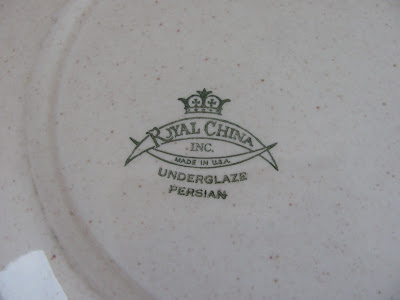 ROYAL CHINA
INC.
MADE IN U.S.A.
UNDERGLAZE
PERSIAN